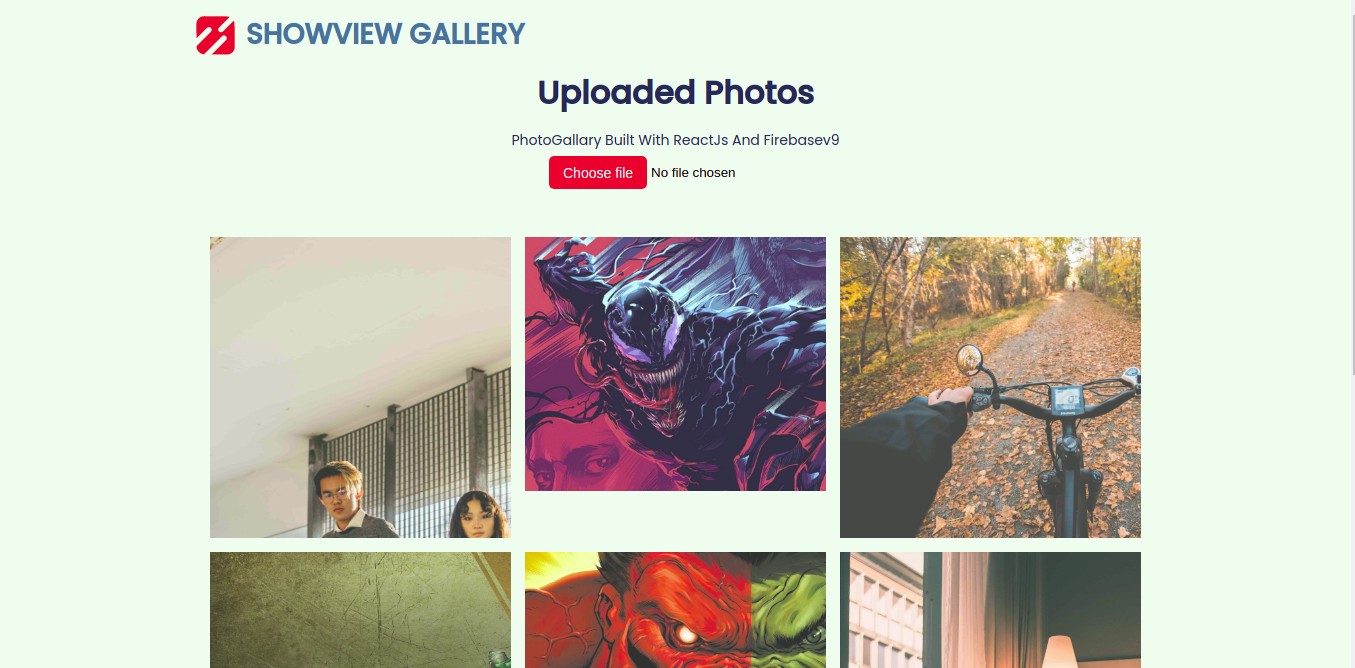 SHOWVIEW GALLERY
Uploaded Photos
PhotoGallary Built With ReactJs And Firebasev9
Choose file No file chosen